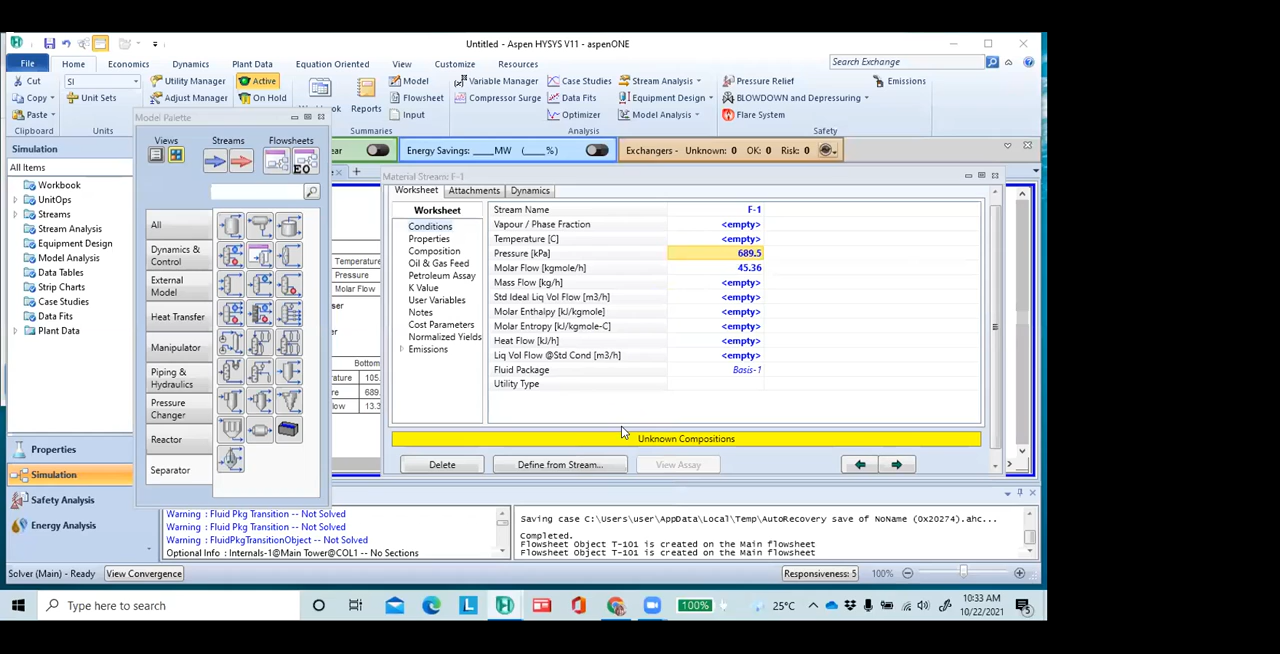 Untitled - Aspen HYSYS V11 - aspenONE
File Home Economics Dynamics Plant Data Equation Oriented View Customize Resources Search Exchange
Cut SI Utility Manager Active Model Variable Manager Case Studies Stream Analysis Pressure Relief Emissions
Copy Unit Sets Adjust Manager On Hold Flowsheet Compressor Surge Data Fits Equipment Design BLOWDOWN and Depressuring
Paste Reports Input Optimizer Model Analysis Flare System
Clipboard Units Summaries Analysis Safety
Simulation
Energy Savings: ____MW (____%)
Exchangers - Unknown: 0 OK: 0 Risk: 0
All Items
Workbook
UnitOps
Streams
Stream Analysis
Equipment Design
Model Analysis
Data Tables
Strip Charts
Case Studies
Data Fits
Plant Data
Properties
Simulation
Safety Analysis
Energy Analysis
Model Palette
Views Streams Flowsheets
EO
All
Dynamics & Control
External Model
Heat Transfer
Manipulator
Piping & Hydraulics
Pressure Changer
Reactor
Separator
Pressure
Molar Flow
Bottom
105.
689.
13.3
Material Stream: F-1
Worksheet Attachments Dynamics
Worksheet
Conditions
Properties
Composition
Oil & Gas Feed
Petroleum Assay
K Value
User Variables
Notes
Cost Parameters
Normalized Yields
Emissions
Stream Name F-1
Vapour / Phase Fraction <empty>
Temperature [C] <empty>
Pressure [kPa] 689.5
Molar Flow [kgmole/h] 45.36
Mass Flow [kg/h] <empty>
Std Ideal Liq Vol Flow [m3/h] <empty>
Molar Enthalpy [kJ/kgmole] <empty>
Molar Entropy [kJ/kgmole-C] <empty>
Heat Flow [kJ/h] <empty>
Liq Vol Flow @Std Cond [m3/h] <empty>
Fluid Package Basis-1
Utility Type
Unknown Compositions
Delete Define from Stream... View Assay
Warning : Fluid Pkg Transition -- Not Solved
Warning : Fluid Pkg Transition -- Not Solved
Warning : FluidPkgTransitionObject -- Not Solved
Optional Info : Internals-1@Main Tower@COL1 -- No Sections
Saving case C:\Users\user\AppData\Local\Temp\AutoRecovery save of NoName (0x20274).ahc...
Completed.
Flowsheet Object T-101 is created on the Main flowsheet
Flowsheet Object T-101 is created on the Main flowsheet
Solver (Main) - Ready View Convergence Responsiveness: 5 100%
Type here to search 100% 25°C 10:33 AM
10/22/2021